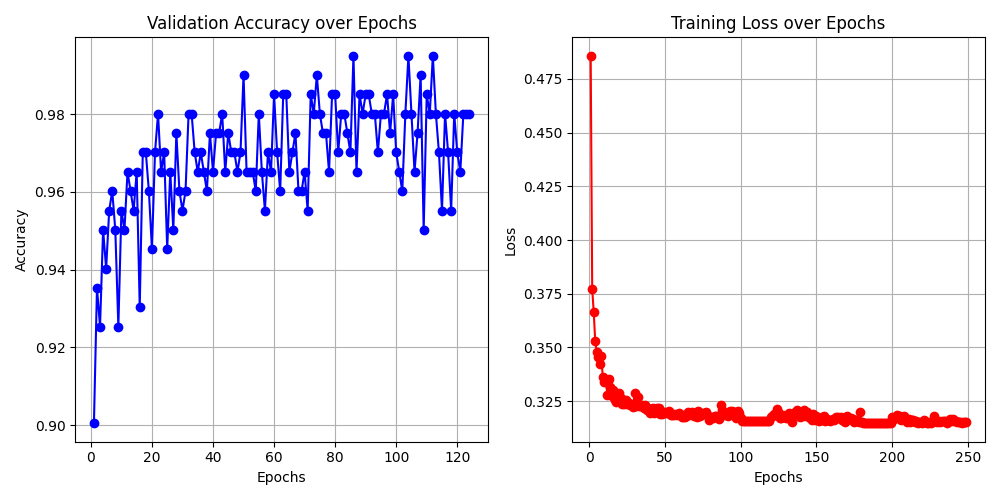 Validation Accuracy over Epochs
0.98
0.96
0.94
0.92
0.90
Accuracy
0 20 40 60 80 100 120
Epochs
Training Loss over Epochs
0.475
0.450
0.425
0.400
0.375
0.350
0.325
Loss
0 50 100 150 200 250
Epochs